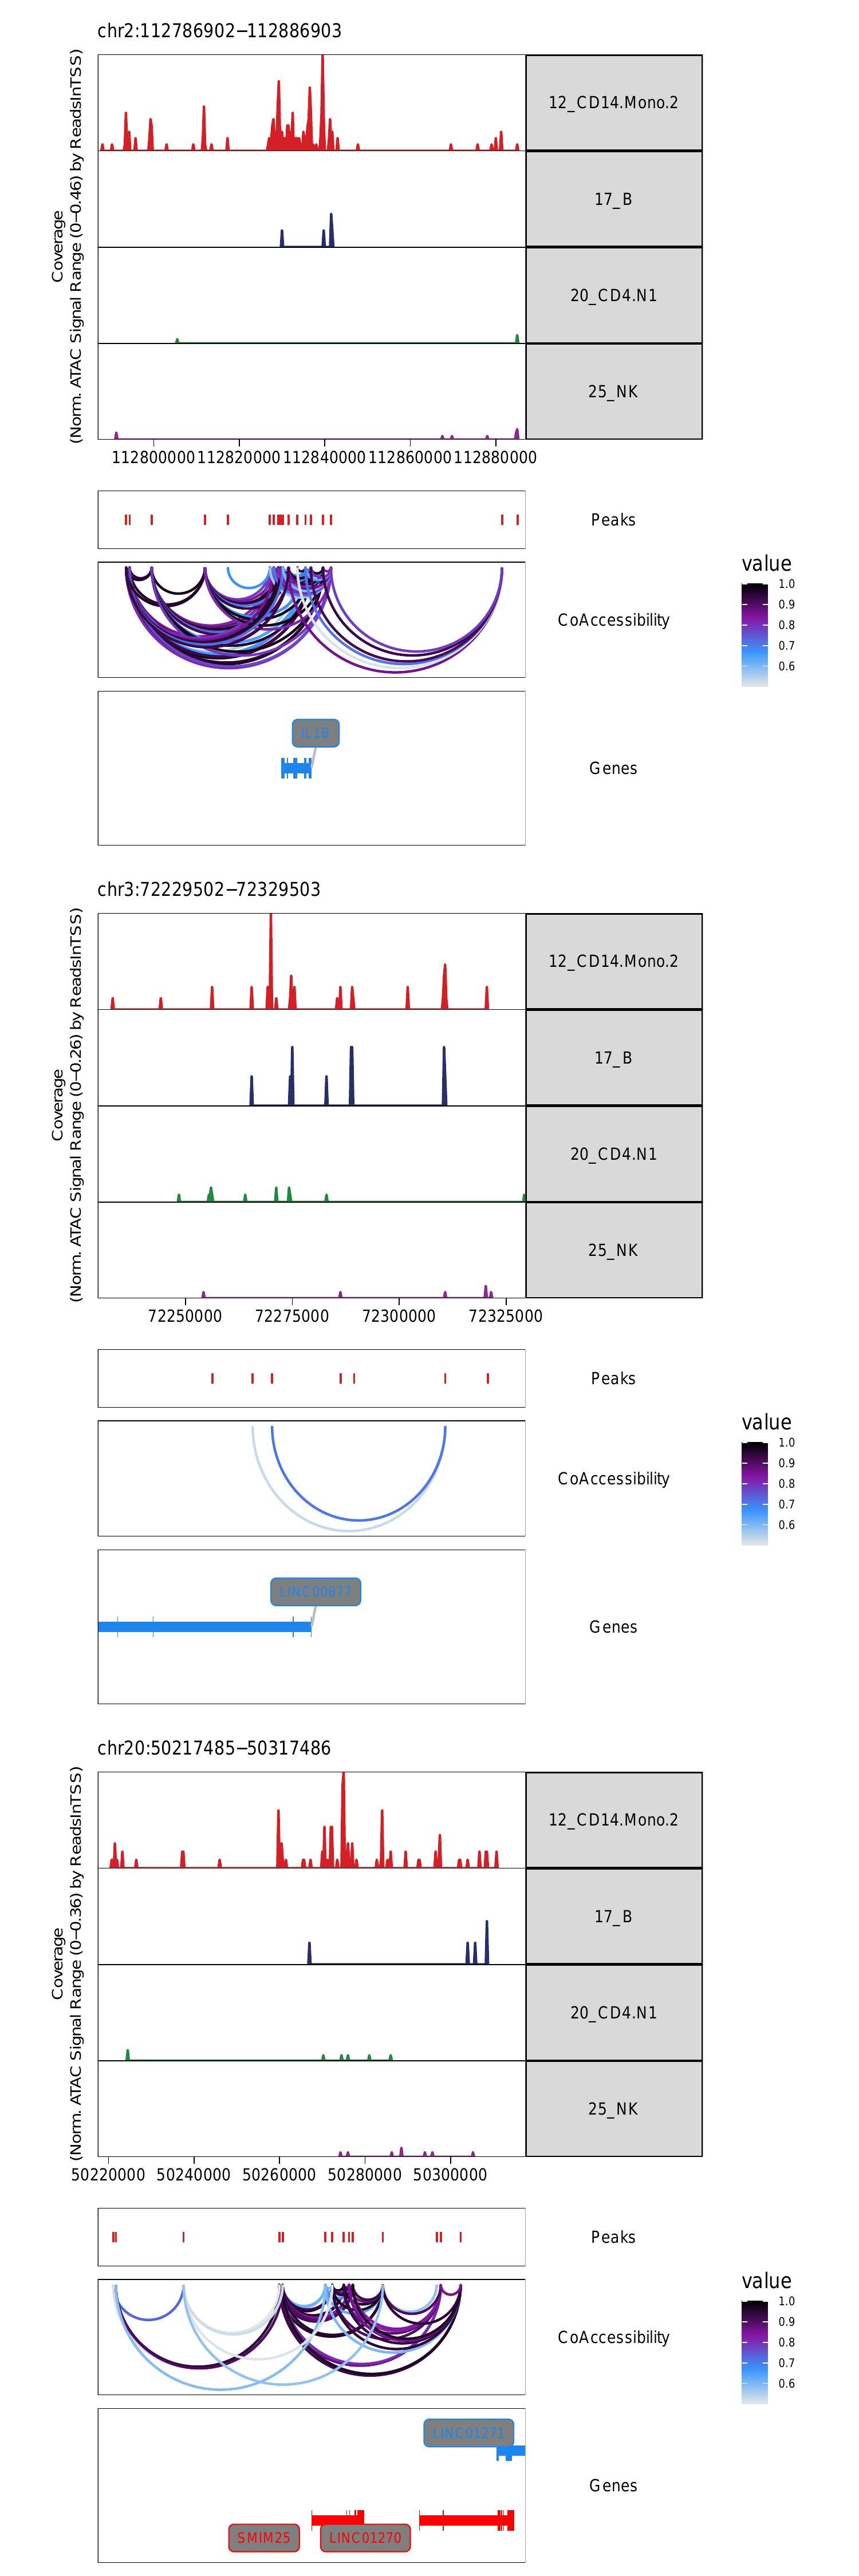 chr2:112786902−112886903
Coverage
(Norm. ATAC Signal Range (0−0.46) by ReadsInTSS)
12_CD14.Mono.2
17_B
20_CD4.N1
25_NK
112800000 112820000 112840000 112860000 112880000
Peaks
CoAccessibility
value
1.0
0.9
0.8
0.7
0.6
IL1B
Genes
chr3:72229502−72329503
Coverage
(Norm. ATAC Signal Range (0−0.26) by ReadsInTSS)
12_CD14.Mono.2
17_B
20_CD4.N1
25_NK
72250000 72275000 72300000 72325000
Peaks
CoAccessibility
value
1.0
0.9
0.8
0.7
0.6
LINC00877
Genes
chr20:50217485−50317486
Coverage
(Norm. ATAC Signal Range (0−0.36) by ReadsInTSS)
12_CD14.Mono.2
17_B
20_CD4.N1
25_NK
50220000 50240000 50260000 50280000 50300000
Peaks
CoAccessibility
value
1.0
0.9
0.8
0.7
0.6
LINC01271
Genes
SMIM25 LINC01270